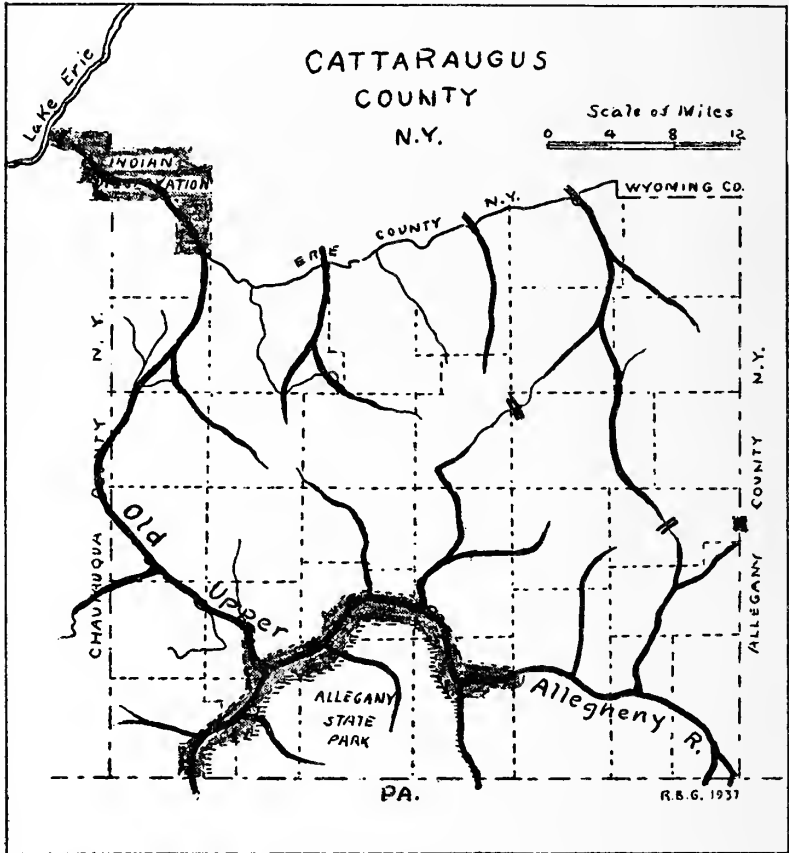 CATTARAUGUS
COUNTY
N.Y.
Lake Erie
Scale of Miles
0 4 8 12
INDIAN
WYOMING CO.
ERIE COUNTY N.Y.
CHAUTAUQUA COUNTY N.Y.
ALLEGANY COUNTY N.Y.
Old Upper Allegheny R.
ALLEGANY
STATE
PARK
PA.
R.B.G. 1937